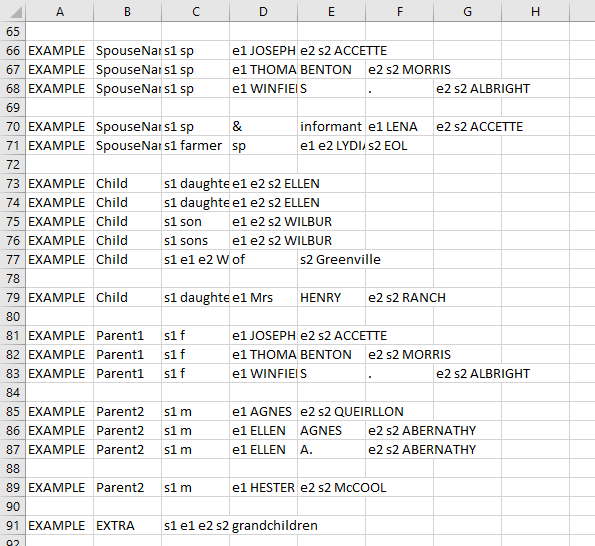 A B C D E F G H
65
66 EXAMPLE SpouseNar s1 sp e1 JOSEPH e2 s2 ACCETTE
67 EXAMPLE SpouseNar s1 sp e1 THOMA BENTON e2 s2 MORRIS
68 EXAMPLE SpouseNar s1 sp e1 WINFIEI S . e2 s2 ALBRIGHT
69
70 EXAMPLE SpouseNar s1 sp & informant e1 LENA e2 s2 ACCETTE
71 EXAMPLE SpouseNar s1 farmer sp e1 e2 LYDI/ s2 EOL
72
73 EXAMPLE Child s1 daughte e1 e2 s2 ELLEN
74 EXAMPLE Child s1 daughte e1 e2 s2 ELLEN
75 EXAMPLE Child s1 son e1 e2 s2 WILBUR
76 EXAMPLE Child s1 sons e1 e2 s2 WILBUR
77 EXAMPLE Child s1 e1 e2 W of s2 Greenville
78
79 EXAMPLE Child s1 daughte e1 Mrs HENRY e2 s2 RANCH
80
81 EXAMPLE Parent1 s1 f e1 JOSEPH e2 s2 ACCETTE
82 EXAMPLE Parent1 s1 f e1 THOMA BENTON e2 s2 MORRIS
83 EXAMPLE Parent1 s1 f e1 WINFIEI S . e2 s2 ALBRIGHT
84
85 EXAMPLE Parent2 s1 m e1 AGNES e2 s2 QUEIRLLON
86 EXAMPLE Parent2 s1 m e1 ELLEN AGNES e2 s2 ABERNATHY
87 EXAMPLE Parent2 s1 m e1 ELLEN A. e2 s2 ABERNATHY
88
89 EXAMPLE Parent2 s1 m e1 HESTER e2 s2 McCOOL
90
91 EXAMPLE EXTRA s1 e1 e2 s2 grandchildren
92